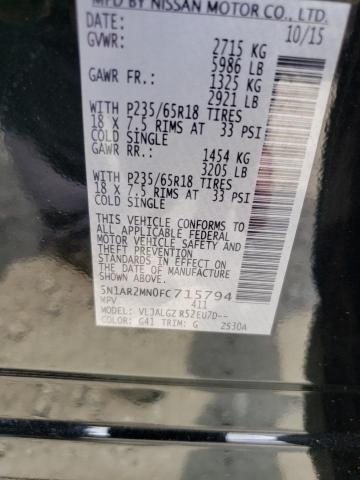 MFD BY NISSAN MOTOR CO., LTD.
DATE: 10/15
GVWR: 2715 KG
5986 LB
GAWR FR.: 1325 KG
2921 LB
WITH P235/65R18 TIRES
18 X 7.5 RIMS AT 33 PSI
COLD SINGLE
GAWR RR.: 1454 KG
3205 LB
WITH P235/65R18 TIRES
18 X 7.5 RIMS AT 33 PSI
COLD SINGLE
THIS VEHICLE CONFORMS TO
ALL APPLICABLE FEDERAL
MOTOR VEHICLE SAFETY
STANDARDS IN EFFECT ON THE
DATE OF MANUFACTURE SHOWN
ABOVE.
5N1AR2MN0FC715794
MPV 411
MODEL: VLJALGZ R52EU7D--
COLOR: G41 TRIM: G 2530A